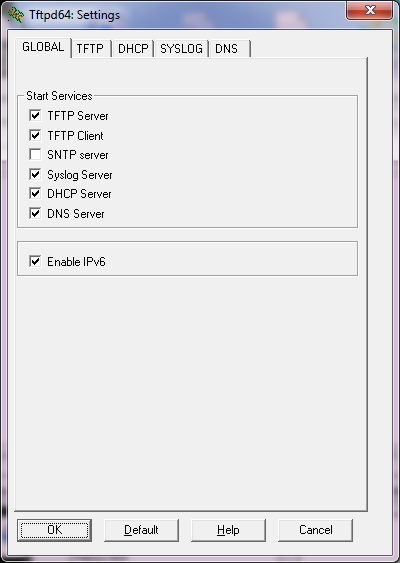 Tftpd64: Settings
GLOBAL TFTP DHCP SYSLOG DNS
Start Services
TFTP Server
TFTP Client
SNTP server
Syslog Server
DHCP Server
DNS Server
Enable IPv6
OK Default Help Cancel